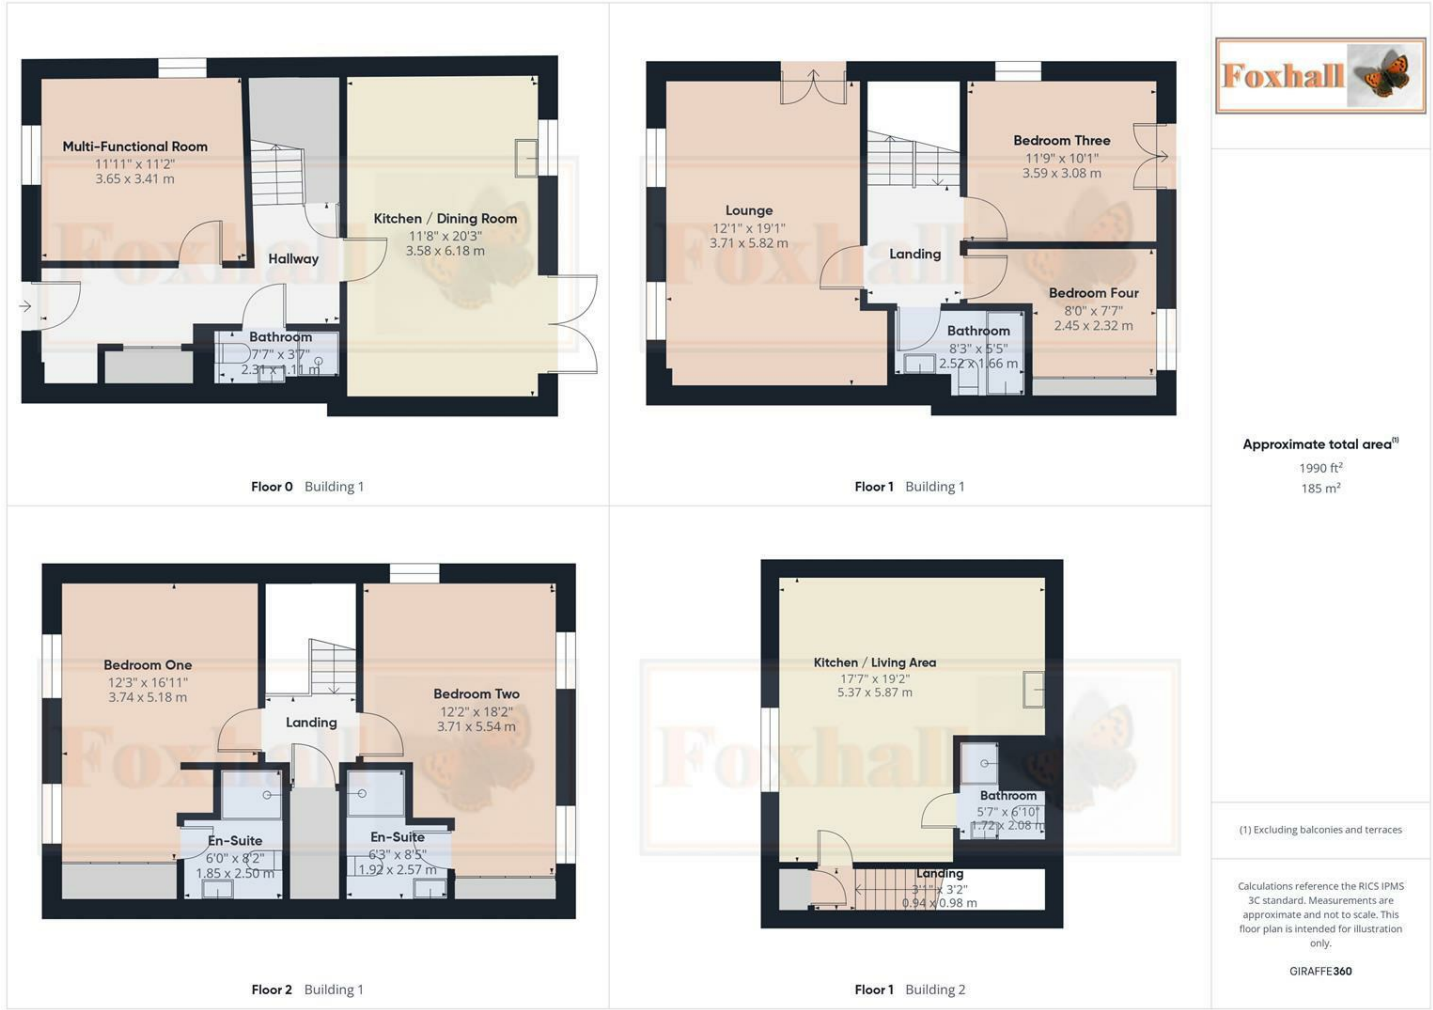 Multi-Functional Room
11'11" x 11'2"
3.65 x 3.41 m
Kitchen / Dining Room
11'8" x 20'3"
3.58 x 6.18 m
Hallway
Bathroom
7'7" x 3'7"
2.31 x 1.11 m
Foxhall
Floor 0 Building 1
Bedroom Three
11'9" x 10'1"
3.59 x 3.08 m
Lounge
12'1" x 19'1"
3.71 x 5.82 m
Landing
Bedroom Four
8'0" x 7'7"
2.45 x 2.32 m
Bathroom
8'3" x 5'5"
2.52 x 1.66 m
Foxhall
Floor 1 Building 1
Bedroom One
12'3" x 16'11"
3.74 x 5.18 m
Bedroom Two
12'2" x 18'2"
3.71 x 5.54 m
Landing
En-Suite
6'0" x 8'2"
1.85 x 2.50 m
En-Suite
6'3" x 8'5"
1.92 x 2.57 m
Foxhall
Floor 2 Building 1
Kitchen / Living Area
17'7" x 19'2"
5.37 x 5.87 m
Bathroom
5'7" x 6'10"
1.72 x 2.08 m
Landing
3'1" x 3'2"
0.94 x 0.98 m
Foxhall
Floor 1 Building 2
Foxhall
Approximate total area(1)
1990 ft²
185 m²
(1) Excluding balconies and terraces
Calculations reference the RICS IPMS
3C standard. Measurements are
approximate and not to scale. This
floor plan is intended for illustration
only.
GIRAFFE360